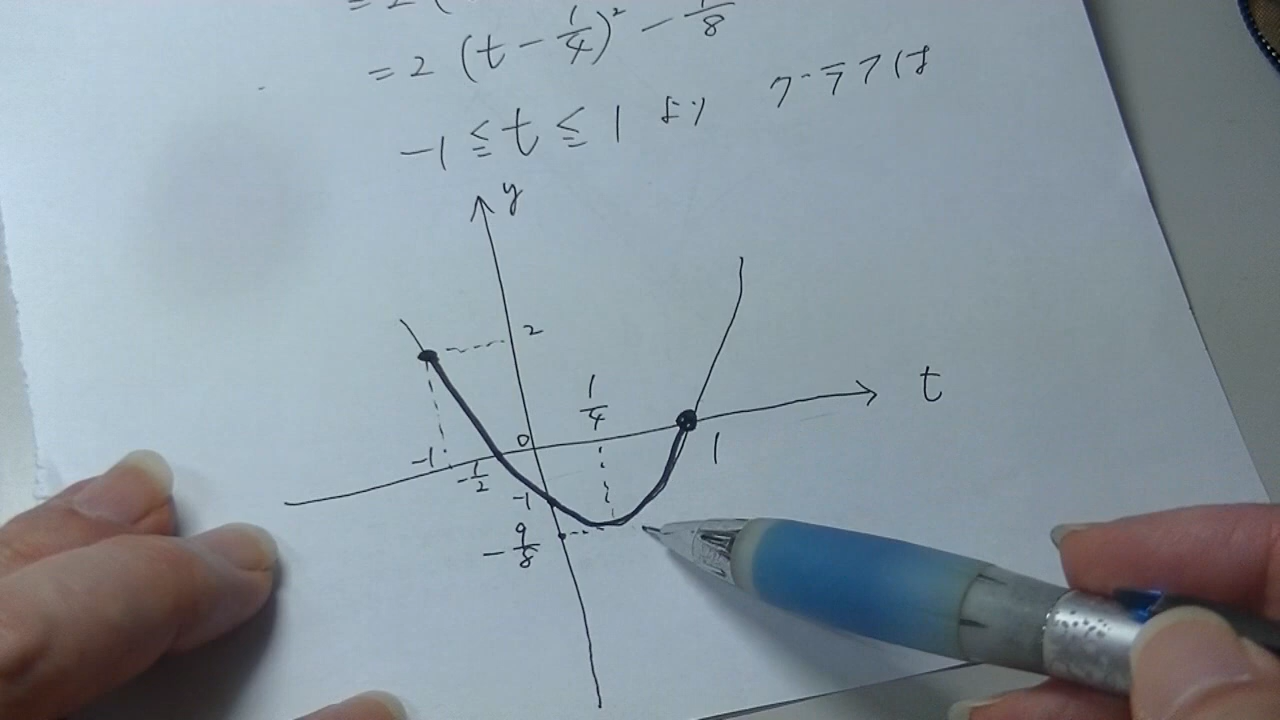 = 2 (t - 1/4)² - 1/8
-1 ≦ t ≦ 1 より グラフは
y
2
1/4
t
0
-1
-1/2
1
-1
-9/8